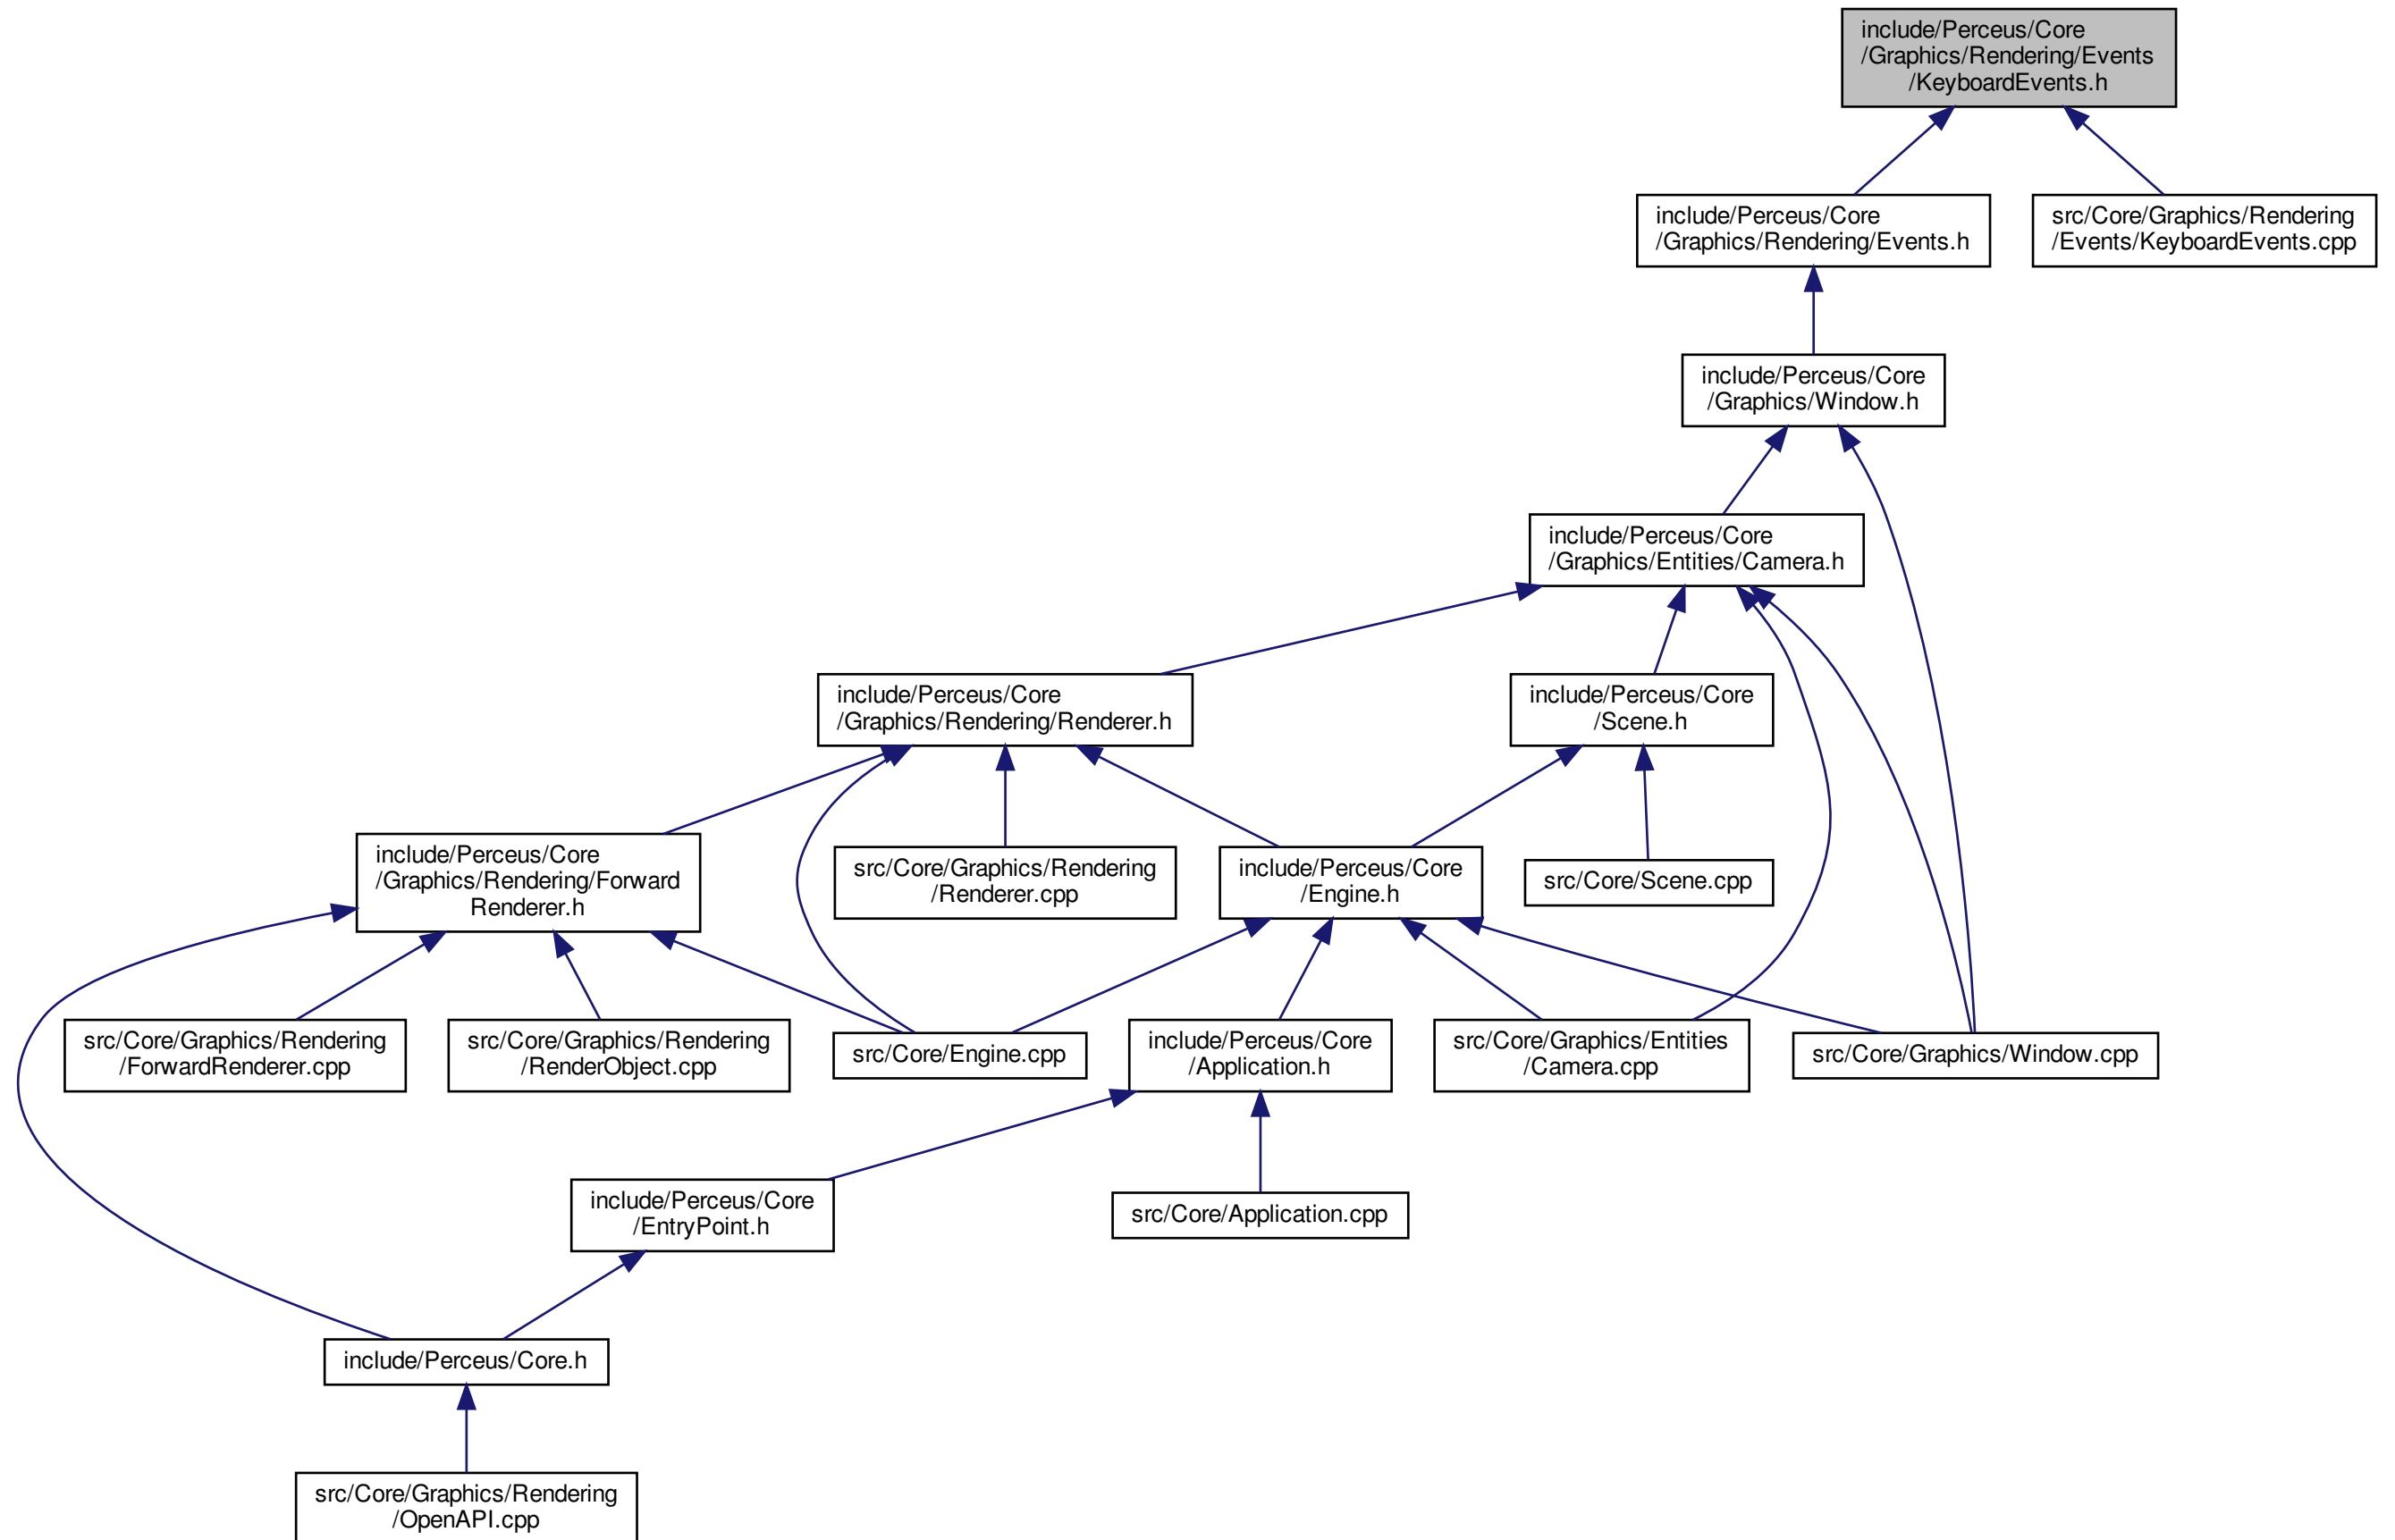 include/Perceus/Core
/Graphics/Rendering/Events
/KeyboardEvents.h
include/Perceus/Core
/Graphics/Rendering/Events.h
src/Core/Graphics/Rendering
/Events/KeyboardEvents.cpp
include/Perceus/Core
/Graphics/Window.h
include/Perceus/Core
/Graphics/Entities/Camera.h
include/Perceus/Core
/Graphics/Rendering/Renderer.h
include/Perceus/Core
/Scene.h
include/Perceus/Core
/Graphics/Rendering/Forward
Renderer.h
src/Core/Graphics/Rendering
/Renderer.cpp
include/Perceus/Core
/Engine.h
src/Core/Scene.cpp
src/Core/Graphics/Rendering
/ForwardRenderer.cpp
src/Core/Graphics/Rendering
/RenderObject.cpp
src/Core/Engine.cpp
include/Perceus/Core
/Application.h
src/Core/Graphics/Entities
/Camera.cpp
src/Core/Graphics/Window.cpp
include/Perceus/Core
/EntryPoint.h
src/Core/Application.cpp
include/Perceus/Core.h
src/Core/Graphics/Rendering
/OpenAPI.cpp